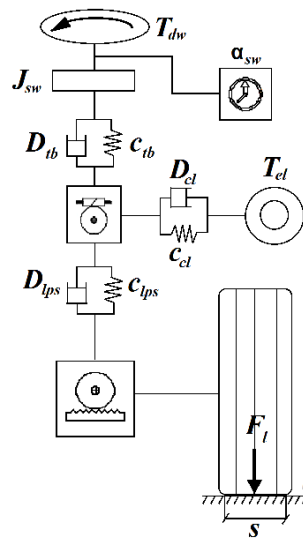 T_dw
α_sw
J_sw
D_tb
c_tb
D_cl
T_el
c_cl
D_lps
c_lps
F_l
s